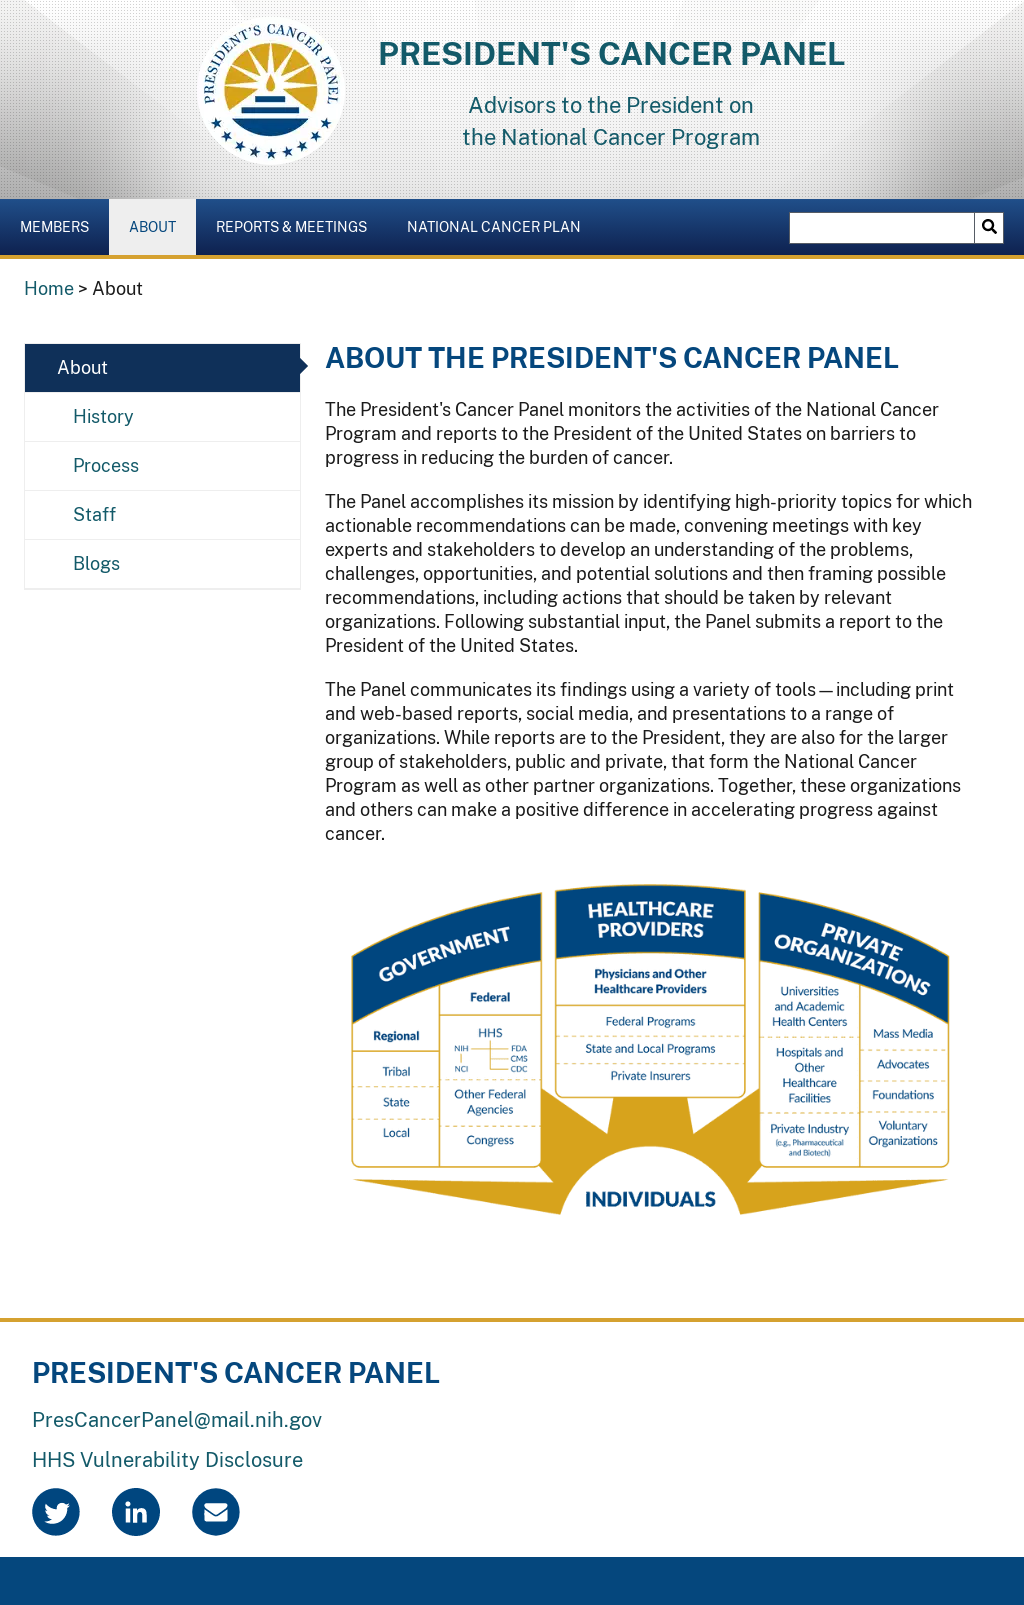 PRESIDENT'S CANCER PANEL
PRESIDENT'S CANCER PANEL
Advisors to the President on
the National Cancer Program
MEMBERS
ABOUT
REPORTS & MEETINGS
NATIONAL CANCER PLAN
Home > About
About
History
Process
Staff
Blogs
ABOUT THE PRESIDENT'S CANCER PANEL
The President's Cancer Panel monitors the activities of the National Cancer
Program and reports to the President of the United States on barriers to
progress in reducing the burden of cancer.
The Panel accomplishes its mission by identifying high-priority topics for which
actionable recommendations can be made, convening meetings with key
experts and stakeholders to develop an understanding of the problems,
challenges, opportunities, and potential solutions and then framing possible
recommendations, including actions that should be taken by relevant
organizations. Following substantial input, the Panel submits a report to the
President of the United States.
The Panel communicates its findings using a variety of tools—including print
and web-based reports, social media, and presentations to a range of
organizations. While reports are to the President, they are also for the larger
group of stakeholders, public and private, that form the National Cancer
Program as well as other partner organizations. Together, these organizations
and others can make a positive difference in accelerating progress against
cancer.
GOVERNMENT
Regional
Tribal
State
Local
Federal
HHS
NIH
NCI
FDA
CMS
CDC
Other Federal
Agencies
Congress
HEALTHCARE
PROVIDERS
Physicians and Other
Healthcare Providers
Federal Programs
State and Local Programs
Private Insurers
PRIVATE
ORGANIZATIONS
Universities
and Academic
Health Centers
Hospitals and
Other
Healthcare
Facilities
Private Industry
(e.g., Pharmaceutical
and Biotech)
Mass Media
Advocates
Foundations
Voluntary
Organizations
INDIVIDUALS
PRESIDENT'S CANCER PANEL
PresCancerPanel@mail.nih.gov
HHS Vulnerability Disclosure
in